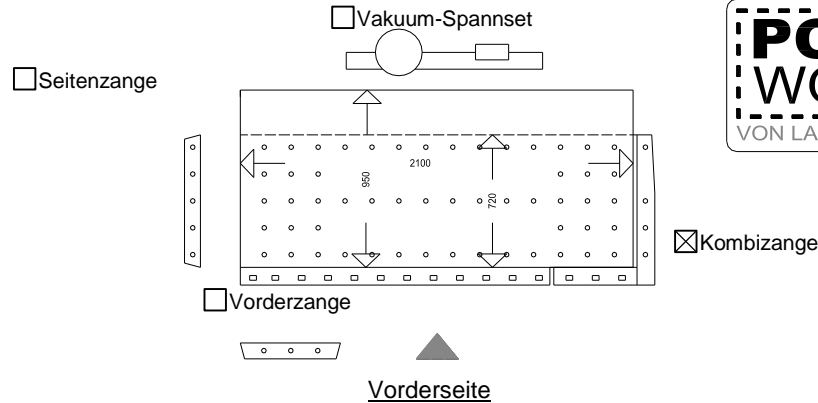 Vakuum-Spannset
Seitenzange
2100
950
720
Kombizange
Vorderzange
Vorderseite